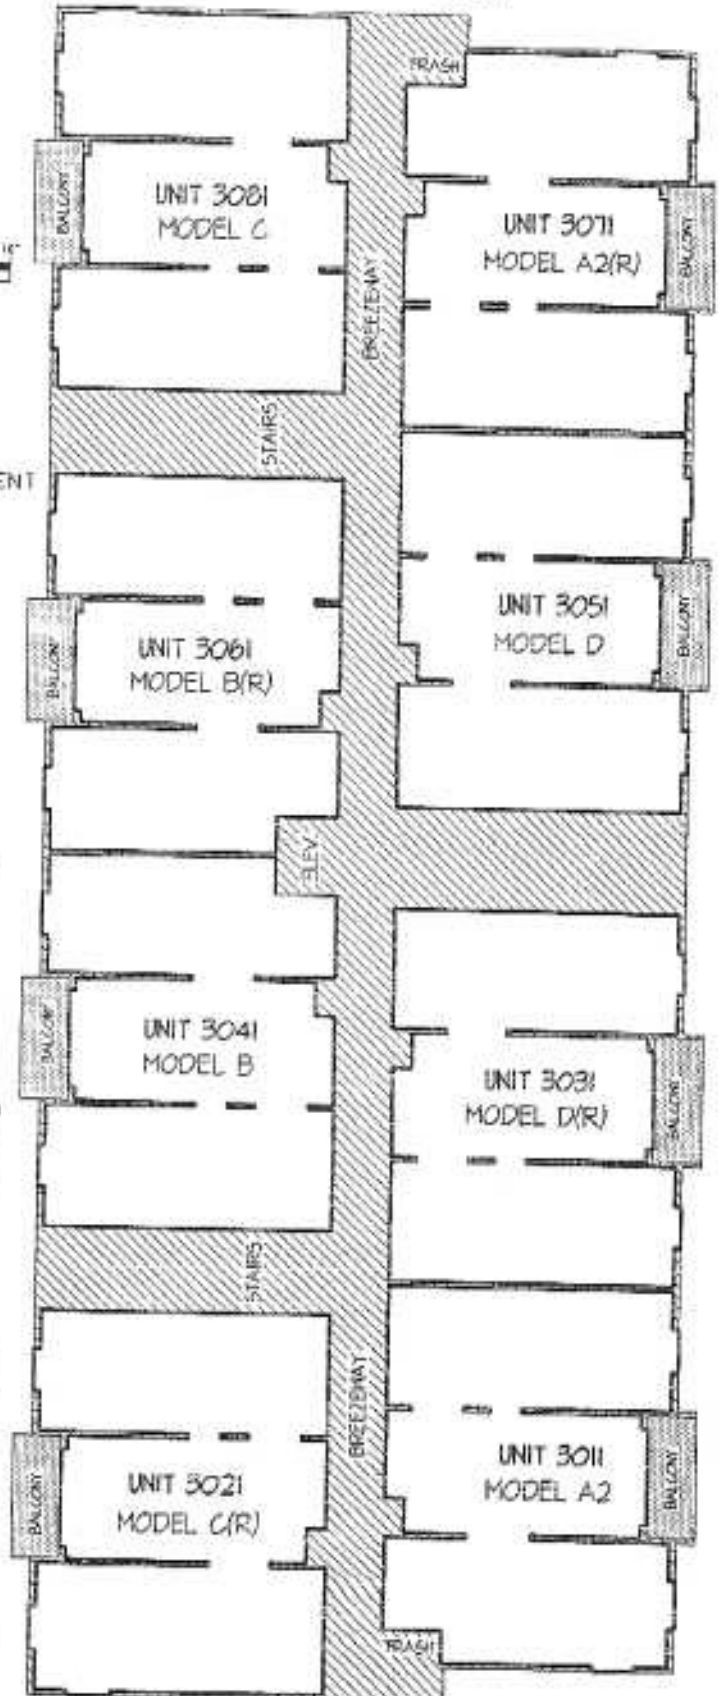 TRASH
UNIT 3081
MODEL C
BALCONY
UNIT 3071
MODEL A2(R)
BALCONY
BREEZEWAY
STAIRS
ENT
UNIT 3051
MODEL D
BALCONY
UNIT 3061
MODEL B(R)
BALCONY
ELEV
UNIT 3041
MODEL B
BALCONY
UNIT 3031
MODEL D(R)
BALCONY
STAIRS
BREEZEWAY
UNIT 3011
MODEL A2
BALCONY
UNIT 3021
MODEL C(R)
BALCONY
TRASH